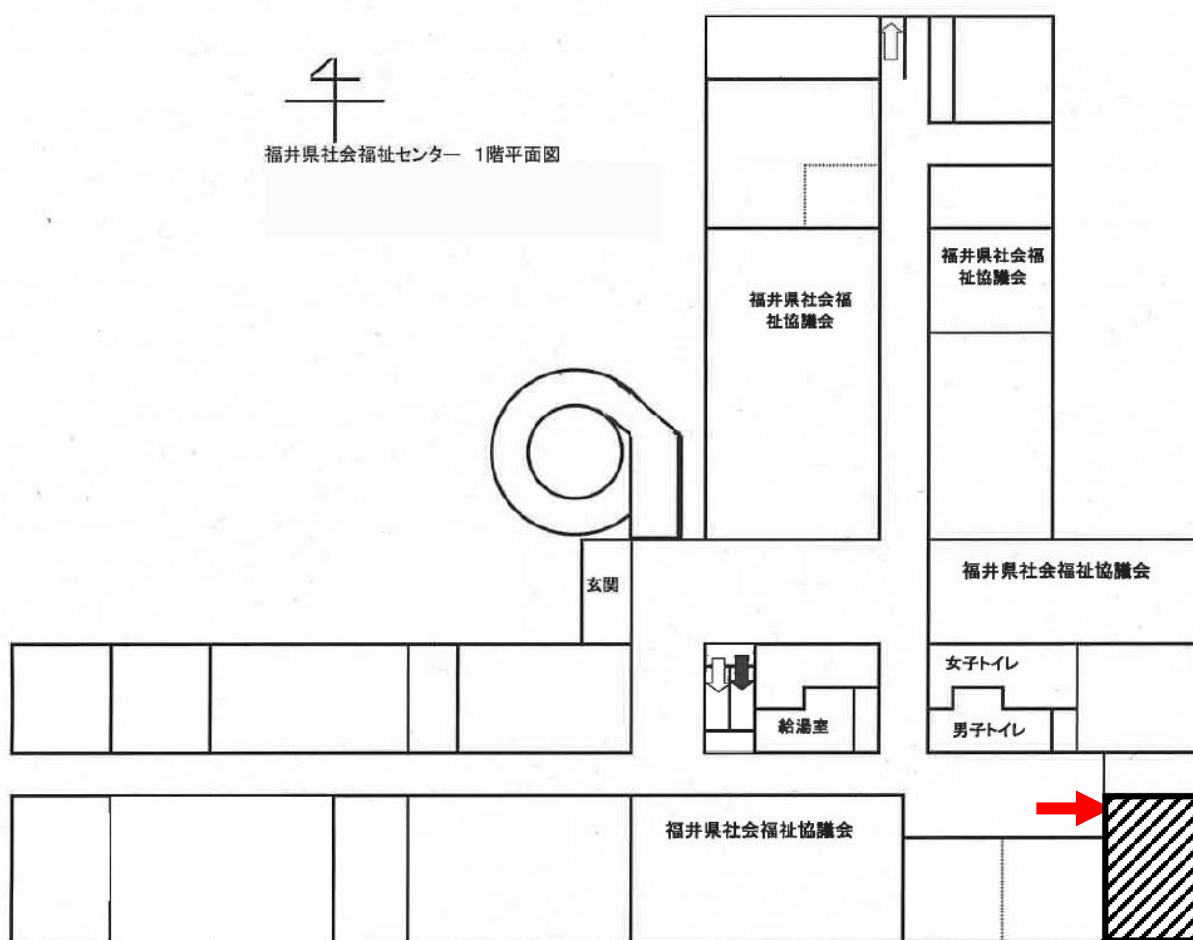 福井県社会福祉センター 1階平面図
福井県社会福
祉協議会
福井県社会福
祉協議会
玄関
福井県社会福祉協議会
女子トイレ
給湯室
男子トイレ
福井県社会福祉協議会